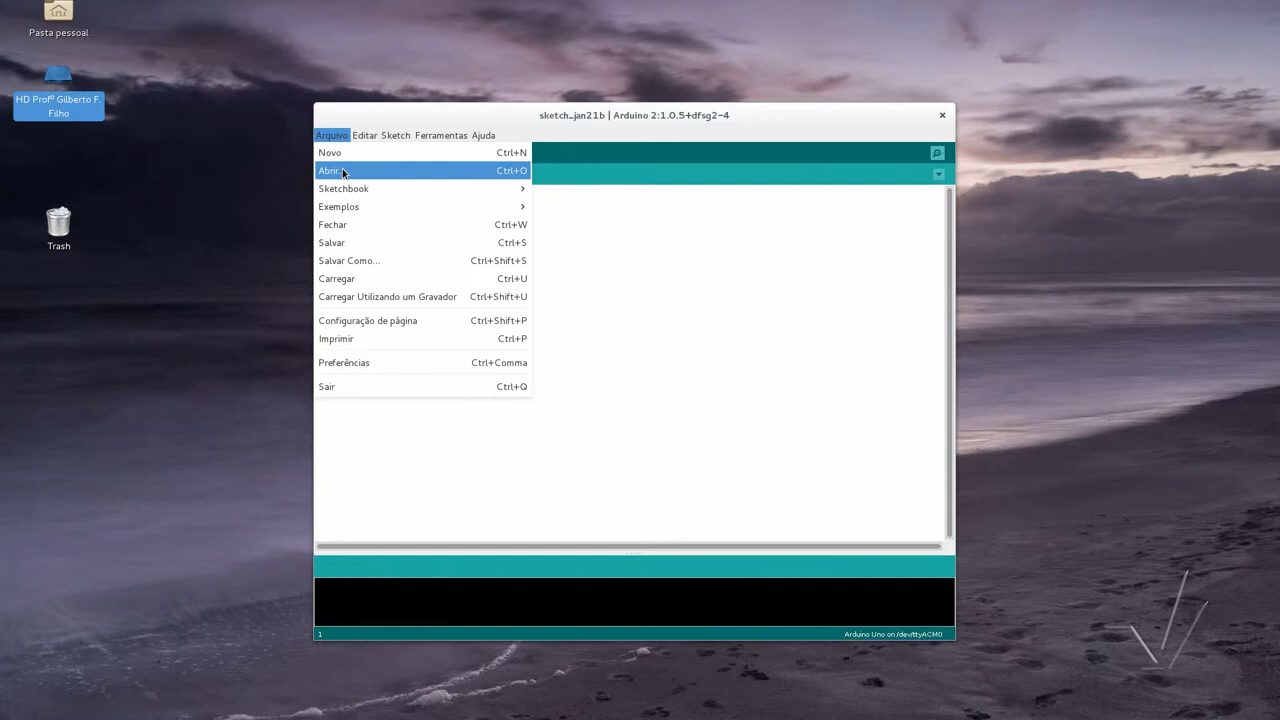 Pasta pessoal
HD Profº Gilberto F.
Filho
Trash
sketch_jan21b | Arduino 2:1.0.5+dfsg2-4
Arquivo Editar Sketch Ferramentas Ajuda
Novo Ctrl+N
Abrir... Ctrl+O
Sketchbook
Exemplos
Fechar Ctrl+W
Salvar Ctrl+S
Salvar Como... Ctrl+Shift+S
Carregar Ctrl+U
Carregar Utilizando um Gravador Ctrl+Shift+U
Configuração de página Ctrl+Shift+P
Imprimir Ctrl+P
Preferências Ctrl+Comma
Sair Ctrl+Q
1 Arduino Uno on /dev/ttyACM0